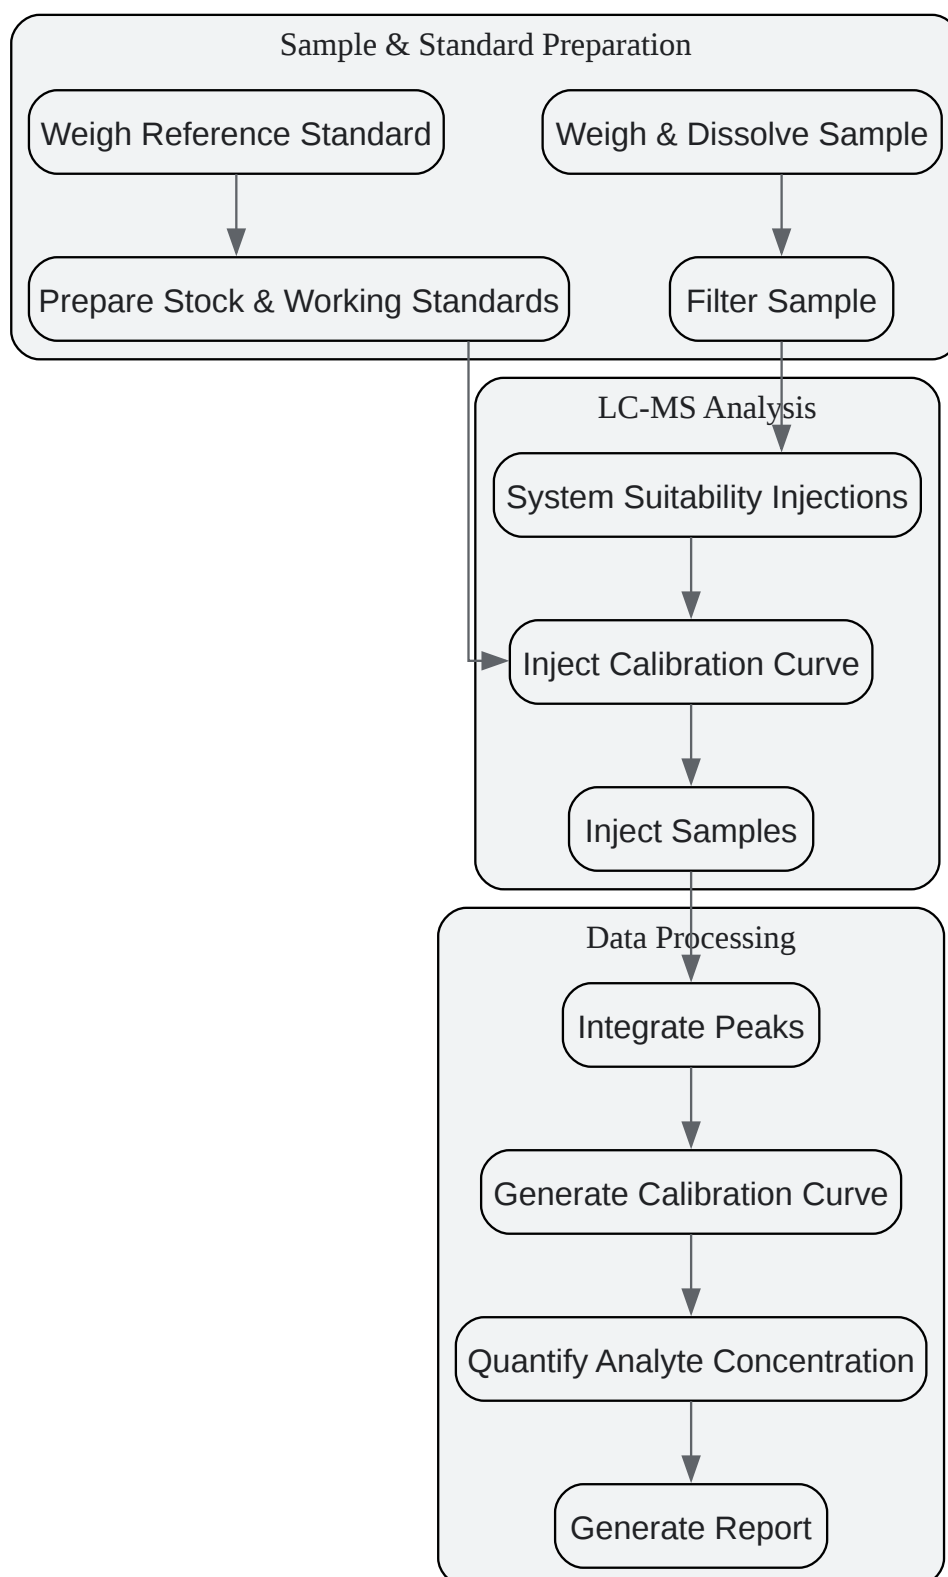 Sample & Standard Preparation
Weigh Reference Standard
Weigh & Dissolve Sample
Prepare Stock & Working Standards
Filter Sample
LC-MS Analysis
System Suitability Injections
Inject Calibration Curve
Inject Samples
Data Processing
Integrate Peaks
Generate Calibration Curve
Quantify Analyte Concentration
Generate Report